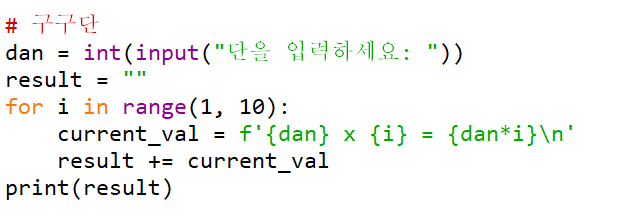 # 구구단
dan = int(input("단을 입력하세요: "))
result = ""
for i in range(1, 10):
    current_val = f'{dan} x {i} = {dan*i}\n'
    result += current_val
print(result)